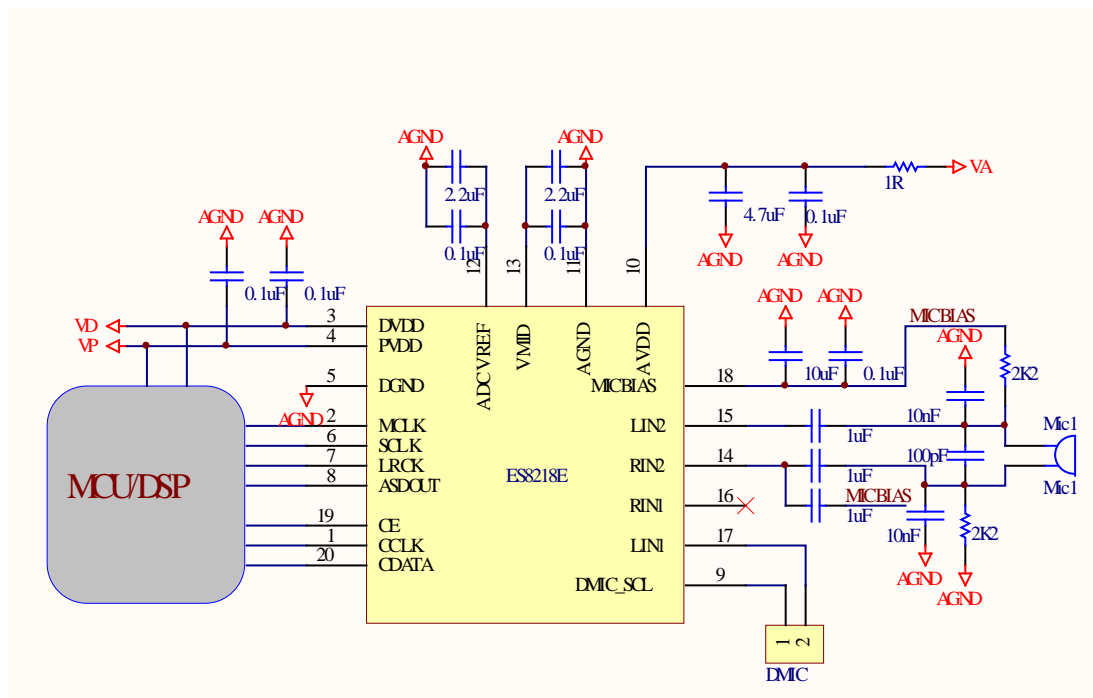 AGND
AGND
2.2uF
2.2uF
0.1uF
0.1uF
12
13
11
10
1R
VA
4.7uF
0.1uF
AGND
AGND
AGND
AGND
0.1uF
0.1uF
VD
VP
3
4
5
AGND
2
6
7
8
19
1
20
MCU/DSP
DVDD
PVDD
DGND
MCLK
SCLK
LRCK
ASDOUT
CE
CCLK
CDATA
ADCVREF
VMID
AGND
AVDD
ES8218E
MICBIAS
LIN2
RIN2
RIN1
LIN1
DMIC_SCL
18
15
14
16
17
9
AGND
AGND
10uF
0.1uF
MICBIAS
AGND
2K2
10nF
1uF
100pF
1uF
MICBIAS
1uF
10nF
2K2
AGND
AGND
Mic1
Mic1
1
2
DMIC